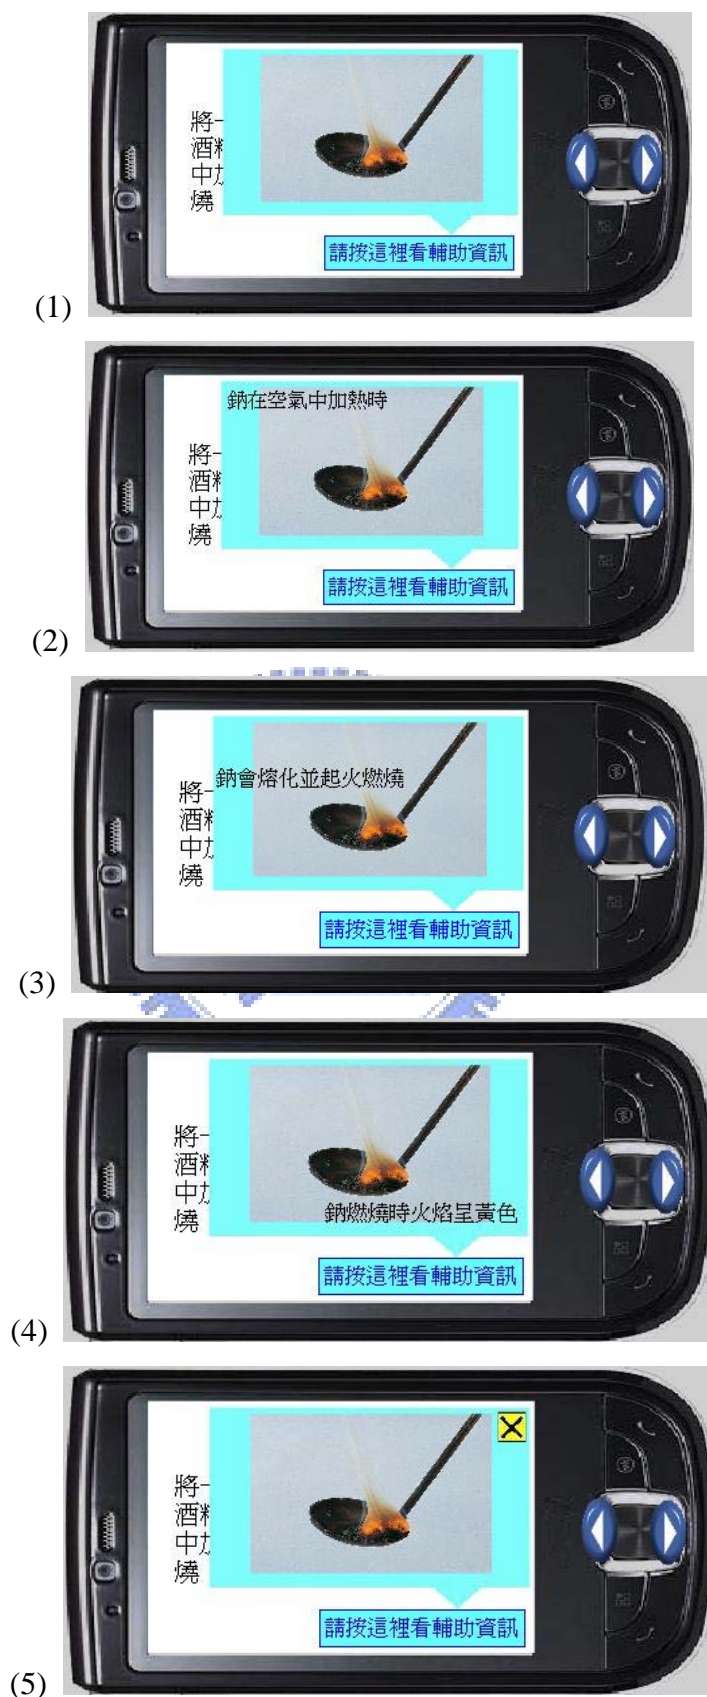 將一
酒精
中加
燒
請按這裡看輔助資訊
(1)
鈉在空氣中加熱時
將一
酒精
中加
燒
請按這裡看輔助資訊
(2)
鈉會熔化並起火燃燒
將一
酒精
中加
燒
請按這裡看輔助資訊
(3)
將一
酒精
中加
燒
鈉燃燒時火焰呈黃色
請按這裡看輔助資訊
(4)
將一
酒精
中加
燒
請按這裡看輔助資訊
(5)